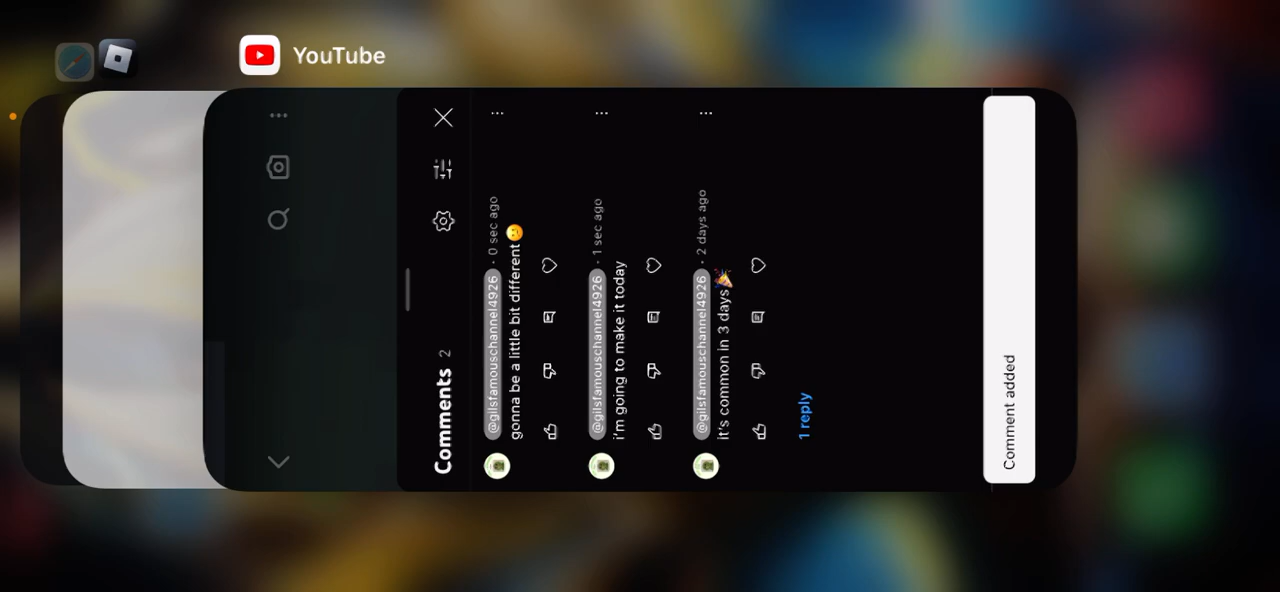 YouTube
Comments 2
@gilsfamouschannel4926 · 0 sec ago
gonna be a little bit different🙂
@gilsfamouschannel4926 · 1 sec ago
i'm going to make it today
@gilsfamouschannel4926 · 2 days ago
it's common in 3 days🎉
1 reply
Comment added